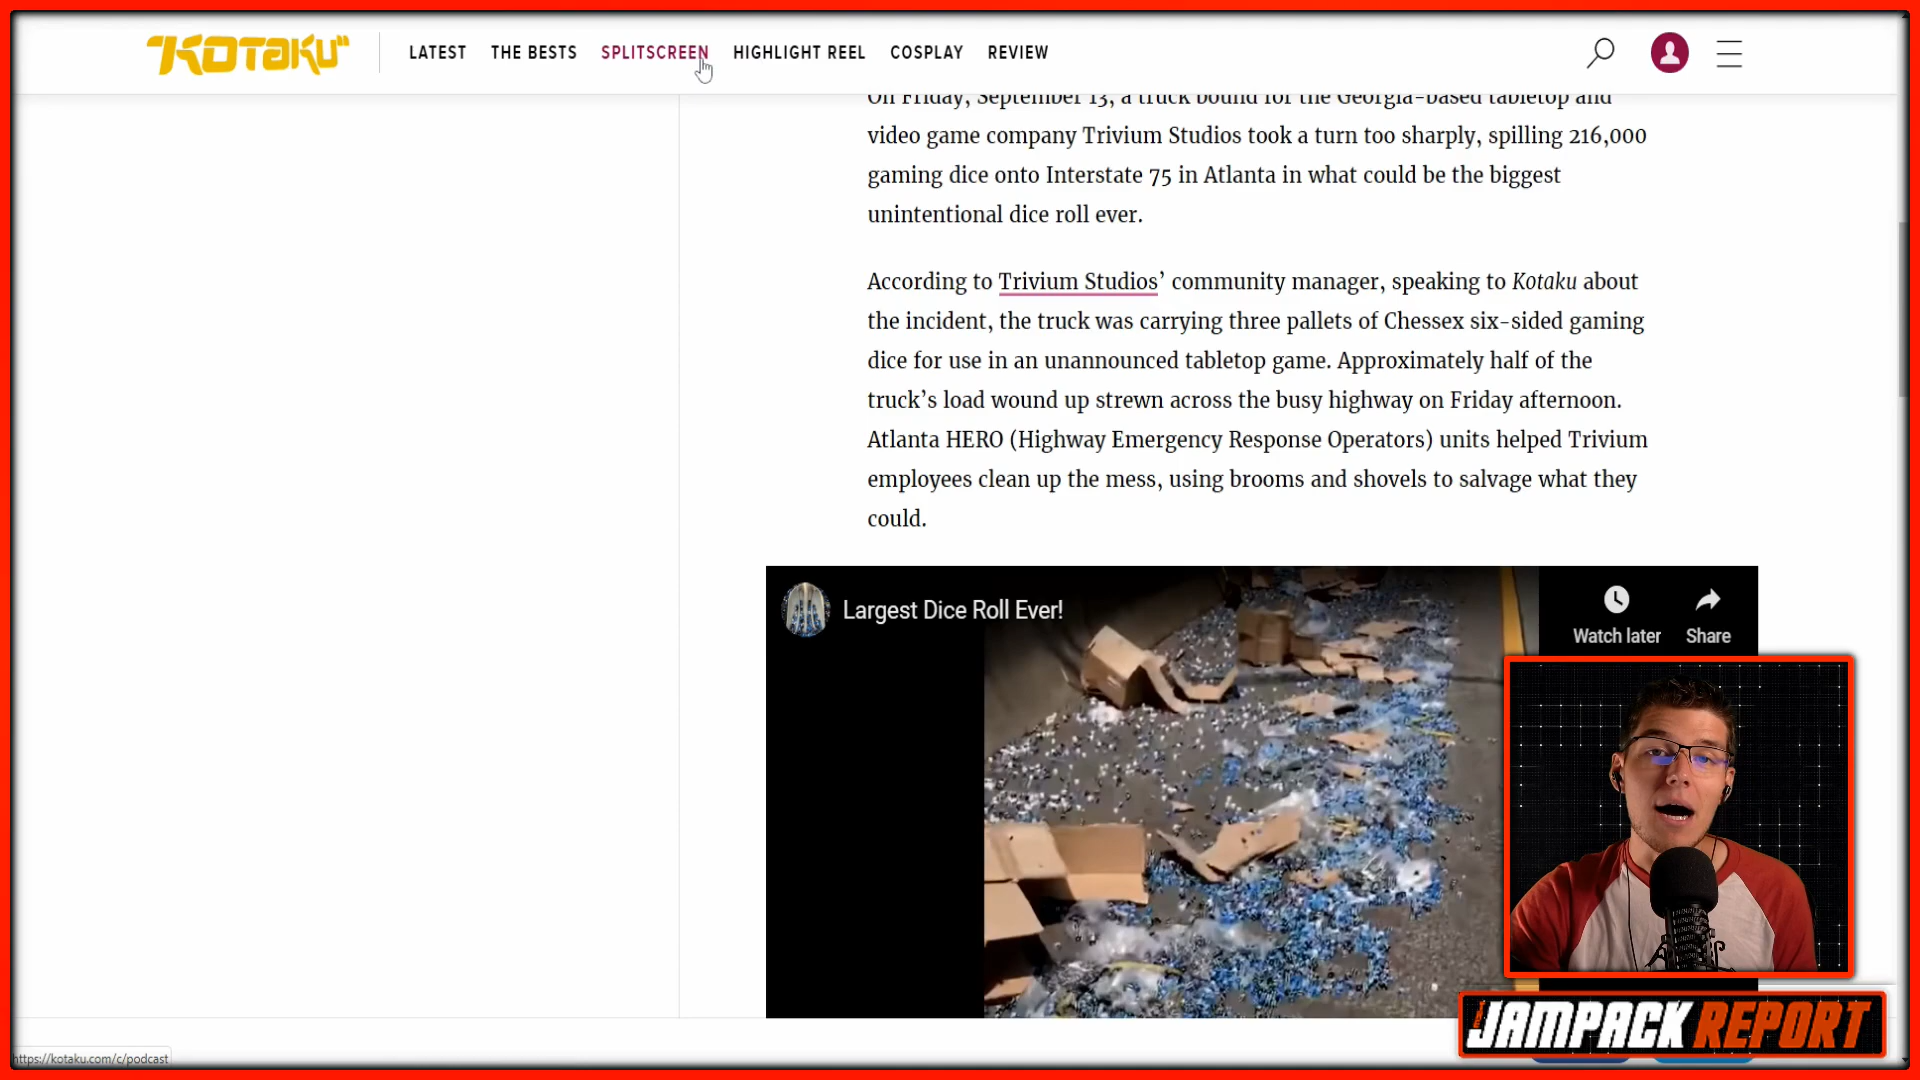 KOTAKU
LATEST THE BESTS SPLITSCREEN HIGHLIGHT REEL COSPLAY REVIEW
On Friday, September 13, a truck bound for the Georgia-based tabletop and
video game company Trivium Studios took a turn too sharply, spilling 216,000
gaming dice onto Interstate 75 in Atlanta in what could be the biggest
unintentional dice roll ever.
According to Trivium Studios’ community manager, speaking to Kotaku about
the incident, the truck was carrying three pallets of Chessex six-sided gaming
dice for use in an unannounced tabletop game. Approximately half of the
truck’s load wound up strewn across the busy highway on Friday afternoon.
Atlanta HERO (Highway Emergency Response Operators) units helped Trivium
employees clean up the mess, using brooms and shovels to salvage what they
could.
Largest Dice Roll Ever!
Watch later Share
JAMPACK REPORT
https://kotaku.com/c/podcast